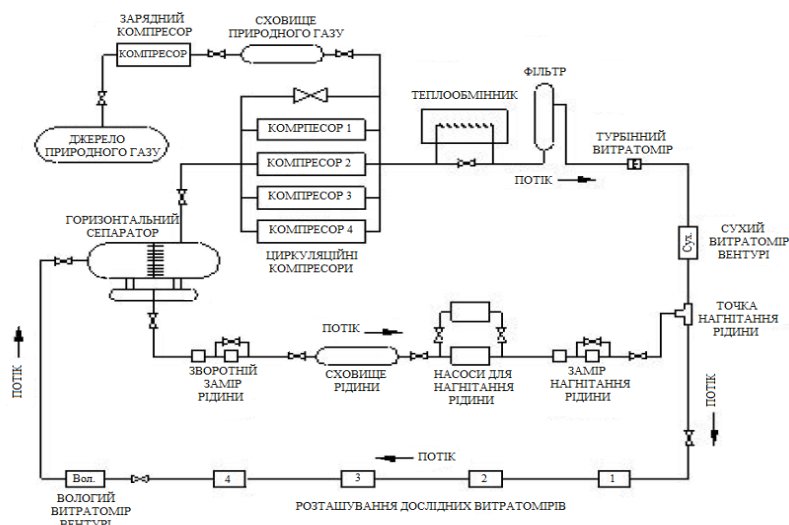 ЗАРЯДНИЙ
КОМПРЕСОР
КОМПРЕСОР
СХОВИЩЕ
ПРИРОДНОГО ГАЗУ
ДЖЕРЕЛО
ПРИРОДНОГО ГАЗУ
КОМРПЕСОР 1
КОМПРЕСОР 2
КОМПРЕСОР 3
КОМПРЕСОР 4
ЦИРКУЛЯЦІЙНІ
КОМПРЕСОРИ
ТЕПЛООБМІННИК
ФІЛЬТР
ТУРБІННИЙ
ВИТРАТОМІР
ПОТІК
ГОРИЗОНТАЛЬНИЙ
СЕПАРАТОР
Сух.
СУХИЙ
ВИТРАТОМІР
ВЕНТУРІ
ТОЧКА
НАГНІТАННЯ
РІДИНИ
ПОТІК
ЗВОРОТНІЙ
ЗАМІР
РІДИНИ
СХОВИЩЕ
РІДИНИ
НАСОСИ ДЛЯ
НАГНІТАННЯ
РІДИНИ
ЗАМІР
НАГНІТАННЯ
РІДИНИ
ПОТІК
ПОТІК
ПОТІК
Вол.
4
3
2
1
ВОЛОГИЙ
ВИТРАТОМІР
ВЕНТУРІ
РОЗТАШУВАННЯ ДОСЛІДНИХ ВИТРАТОМІРІВ